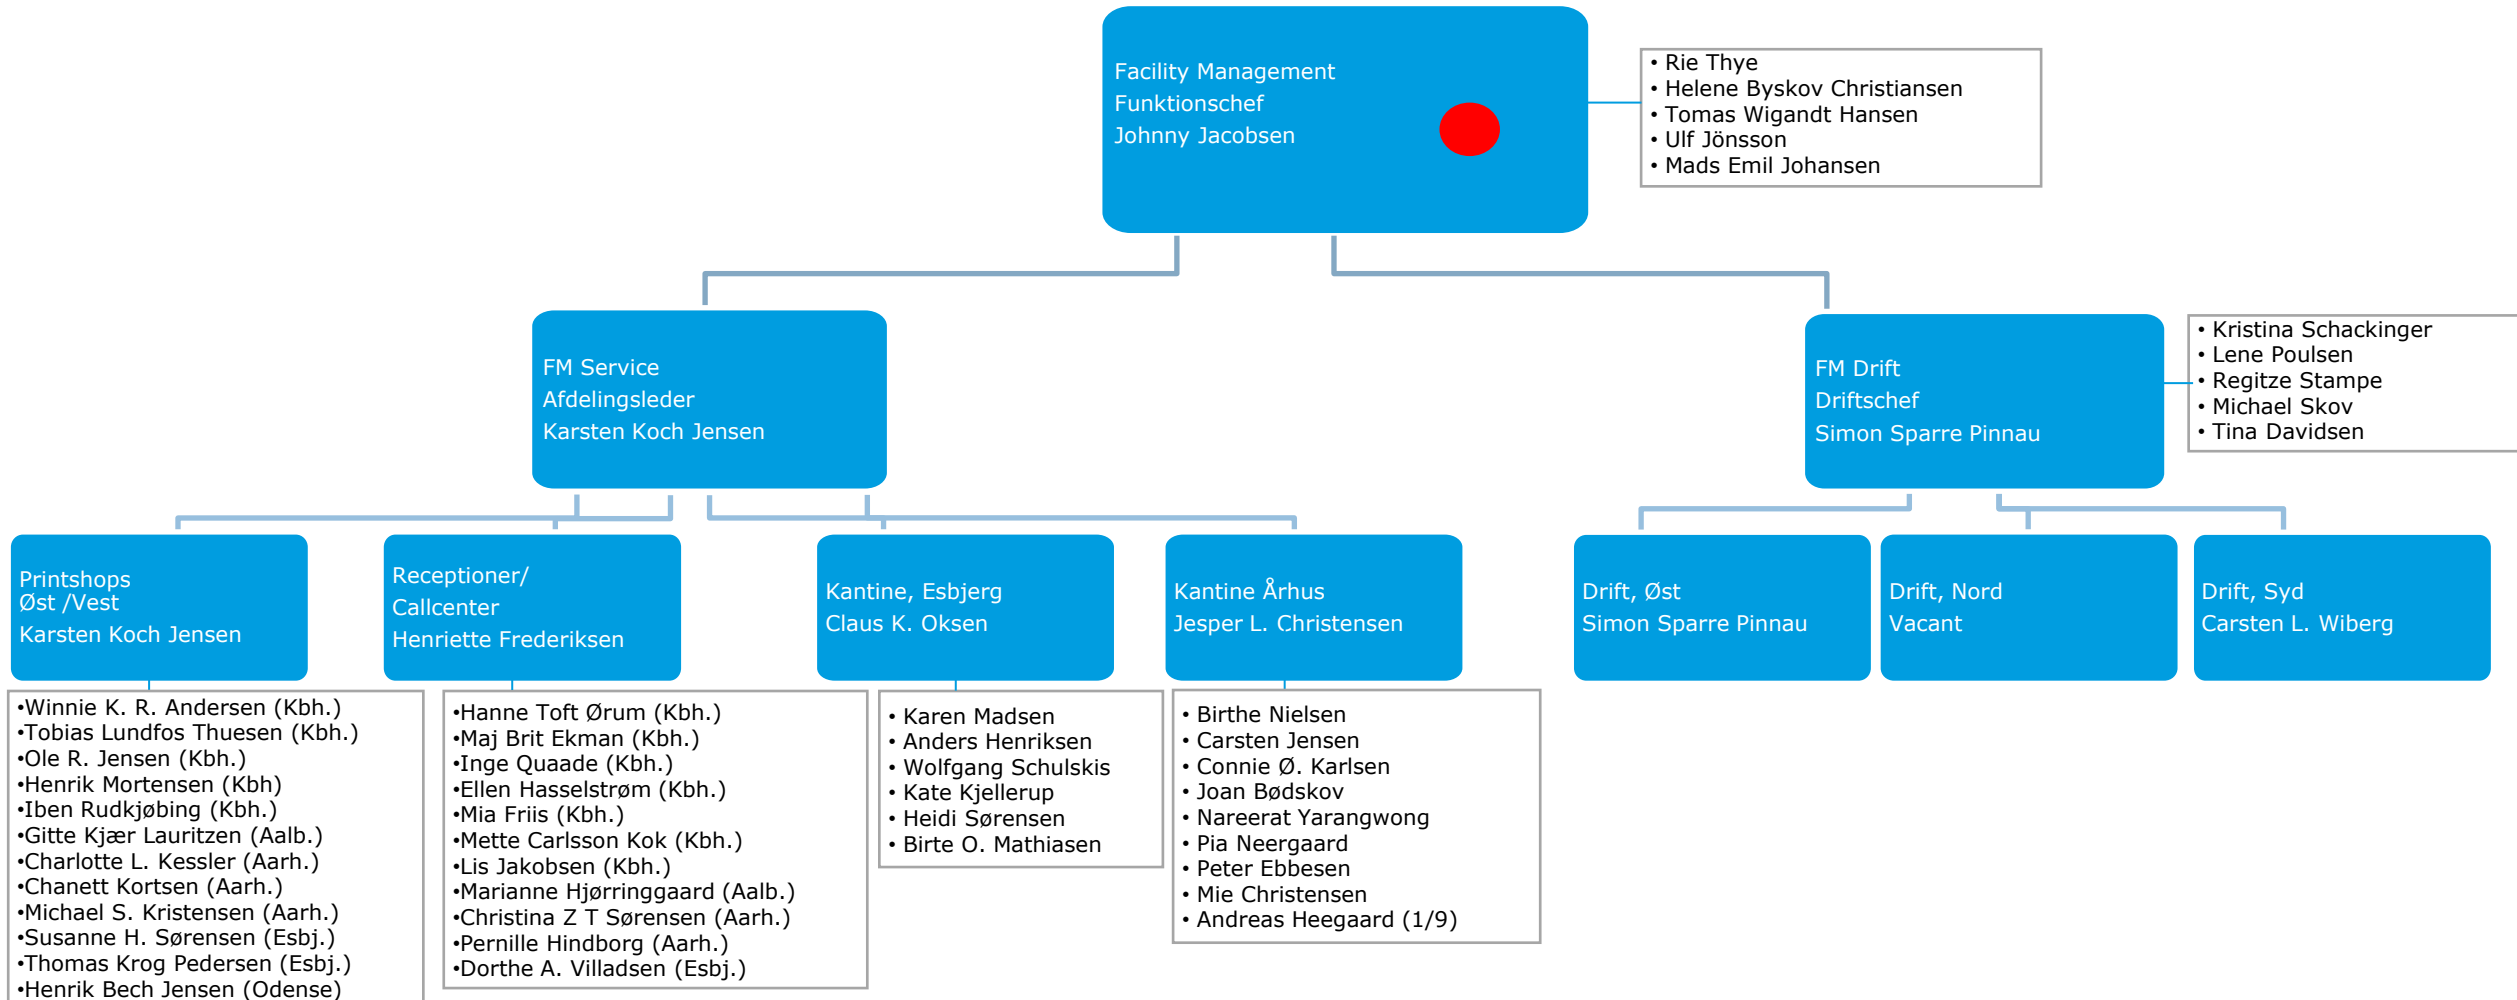 Facility Management
Funktionschef
Johnny Jacobsen
• Rie Thye
• Helene Byskov Christiansen
• Tomas Wigandt Hansen
• Ulf Jönsson
• Mads Emil Johansen
FM Service
Afdelingsleder
Karsten Koch Jensen
FM Drift
Driftschef
Simon Sparre Pinnau
• Kristina Schackinger
• Lene Poulsen
• Regitze Stampe
• Michael Skov
• Tina Davidsen
Printshops
Øst /Vest
Karsten Koch Jensen
Receptioner/
Callcenter
Henriette Frederiksen
Kantine, Esbjerg
Claus K. Oksen
Kantine Århus
Jesper L. Christensen
Drift, Øst
Simon Sparre Pinnau
Drift, Nord
Vacant
Drift, Syd
Carsten L. Wiberg
•Winnie K. R. Andersen (Kbh.)
•Tobias Lundfos Thuesen (Kbh.)
•Ole R. Jensen (Kbh.)
•Henrik Mortensen (Kbh)
•Iben Rudkjøbing (Kbh.)
•Gitte Kjær Lauritzen (Aalb.)
•Charlotte L. Kessler (Aarh.)
•Chanett Kortsen (Aarh.)
•Michael S. Kristensen (Aarh.)
•Susanne H. Sørensen (Esbj.)
•Thomas Krog Pedersen (Esbj.)
•Henrik Bech Jensen (Odense)
•Hanne Toft Ørum (Kbh.)
•Maj Brit Ekman (Kbh.)
•Inge Quaade (Kbh.)
•Ellen Hasselstrøm (Kbh.)
•Mia Friis (Kbh.)
•Mette Carlsson Kok (Kbh.)
•Lis Jakobsen (Kbh.)
•Marianne Hjørringgaard (Aalb.)
•Christina Z T Sørensen (Aarh.)
•Pernille Hindborg (Aarh.)
•Dorthe A. Villadsen (Esbj.)
• Karen Madsen
• Anders Henriksen
• Wolfgang Schulskis
• Kate Kjellerup
• Heidi Sørensen
• Birte O. Mathiasen
• Birthe Nielsen
• Carsten Jensen
• Connie Ø. Karlsen
• Joan Bødskov
• Nareerat Yarangwong
• Pia Neergaard
• Peter Ebbesen
• Mie Christensen
• Andreas Heegaard (1/9)